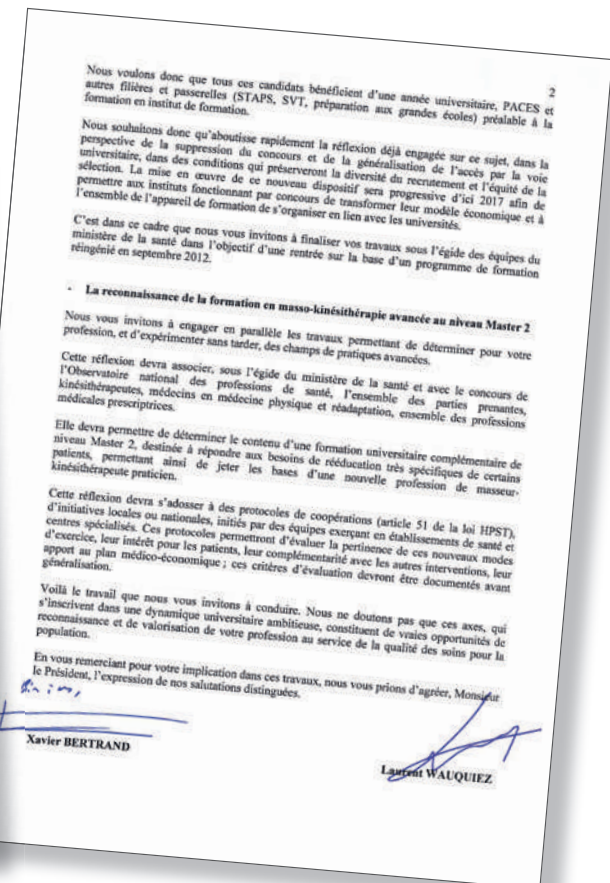 2
Nous voulons donc que tous ces candidats bénéficient d'une année universitaire, PACES et
autres filières et passerelles (STAPS, SVT, préparation aux grandes écoles) préalable à la
formation en institut de formation.
Nous souhaitons donc qu'aboutisse rapidement la réflexion déjà engagée sur ce sujet, dans la
perspective de la suppression du concours et de la généralisation de l'accès par la voie
universitaire, dans des conditions qui préserveront la diversité du recrutement et l'équité de la
sélection. La mise en œuvre de ce nouveau dispositif sera progressive d'ici 2017 afin de
permettre aux instituts fonctionnant par concours de transformer leur modèle économique et à
l'ensemble de l'appareil de formation de s'organiser en lien avec les universités.
C'est dans ce cadre que nous vous invitons à finaliser vos travaux sous l'égide des équipes du
ministère de la santé dans l'objectif d'une rentrée sur la base d'un programme de formation
réingénié en septembre 2012.
- La reconnaissance de la formation en masso-kinésithérapie avancée au niveau Master 2
Nous vous invitons à engager en parallèle les travaux permettant de déterminer pour votre
profession, et d'expérimenter sans tarder, des champs de pratiques avancées.
Cette réflexion devra associer, sous l'égide du ministère de la santé et avec le concours de
l'Observatoire national des professions de santé, l'ensemble des parties prenantes,
kinésithérapeutes, médecins en médecine physique et réadaptation, ensemble des professions
médicales prescriptrices.
Elle devra permettre de déterminer le contenu d'une formation universitaire complémentaire de
niveau Master 2, destinée à répondre aux besoins de rééducation très spécifiques de certains
patients, permettant ainsi de jeter les bases d'une nouvelle profession de masseur-
kinésithérapeute praticien.
Cette réflexion devra s'adosser à des protocoles de coopérations (article 51 de la loi HPST),
d'initiatives locales ou nationales, initiés par des équipes exerçant en établissements de santé et
centres spécialisés. Ces protocoles permettront d'évaluer la pertinence de ces nouveaux modes
d'exercice, leur intérêt pour les patients, leur complémentarité avec les autres interventions, leur
apport au plan médico-économique ; ces critères d'évaluation devront être documentés avant
généralisation.
Voilà le travail que nous vous invitons à conduire. Nous ne doutons pas que ces axes, qui
s'inscrivent dans une dynamique universitaire ambitieuse, constituent de vraies opportunités de
reconnaissance et de valorisation de votre profession au service de la qualité des soins pour la
population.
En vous remerciant pour votre implication dans ces travaux, nous vous prions d'agréer, Monsieur
le Président, l'expression de nos salutations distinguées.
Xavier BERTRAND
Laurent WAUQUIEZ